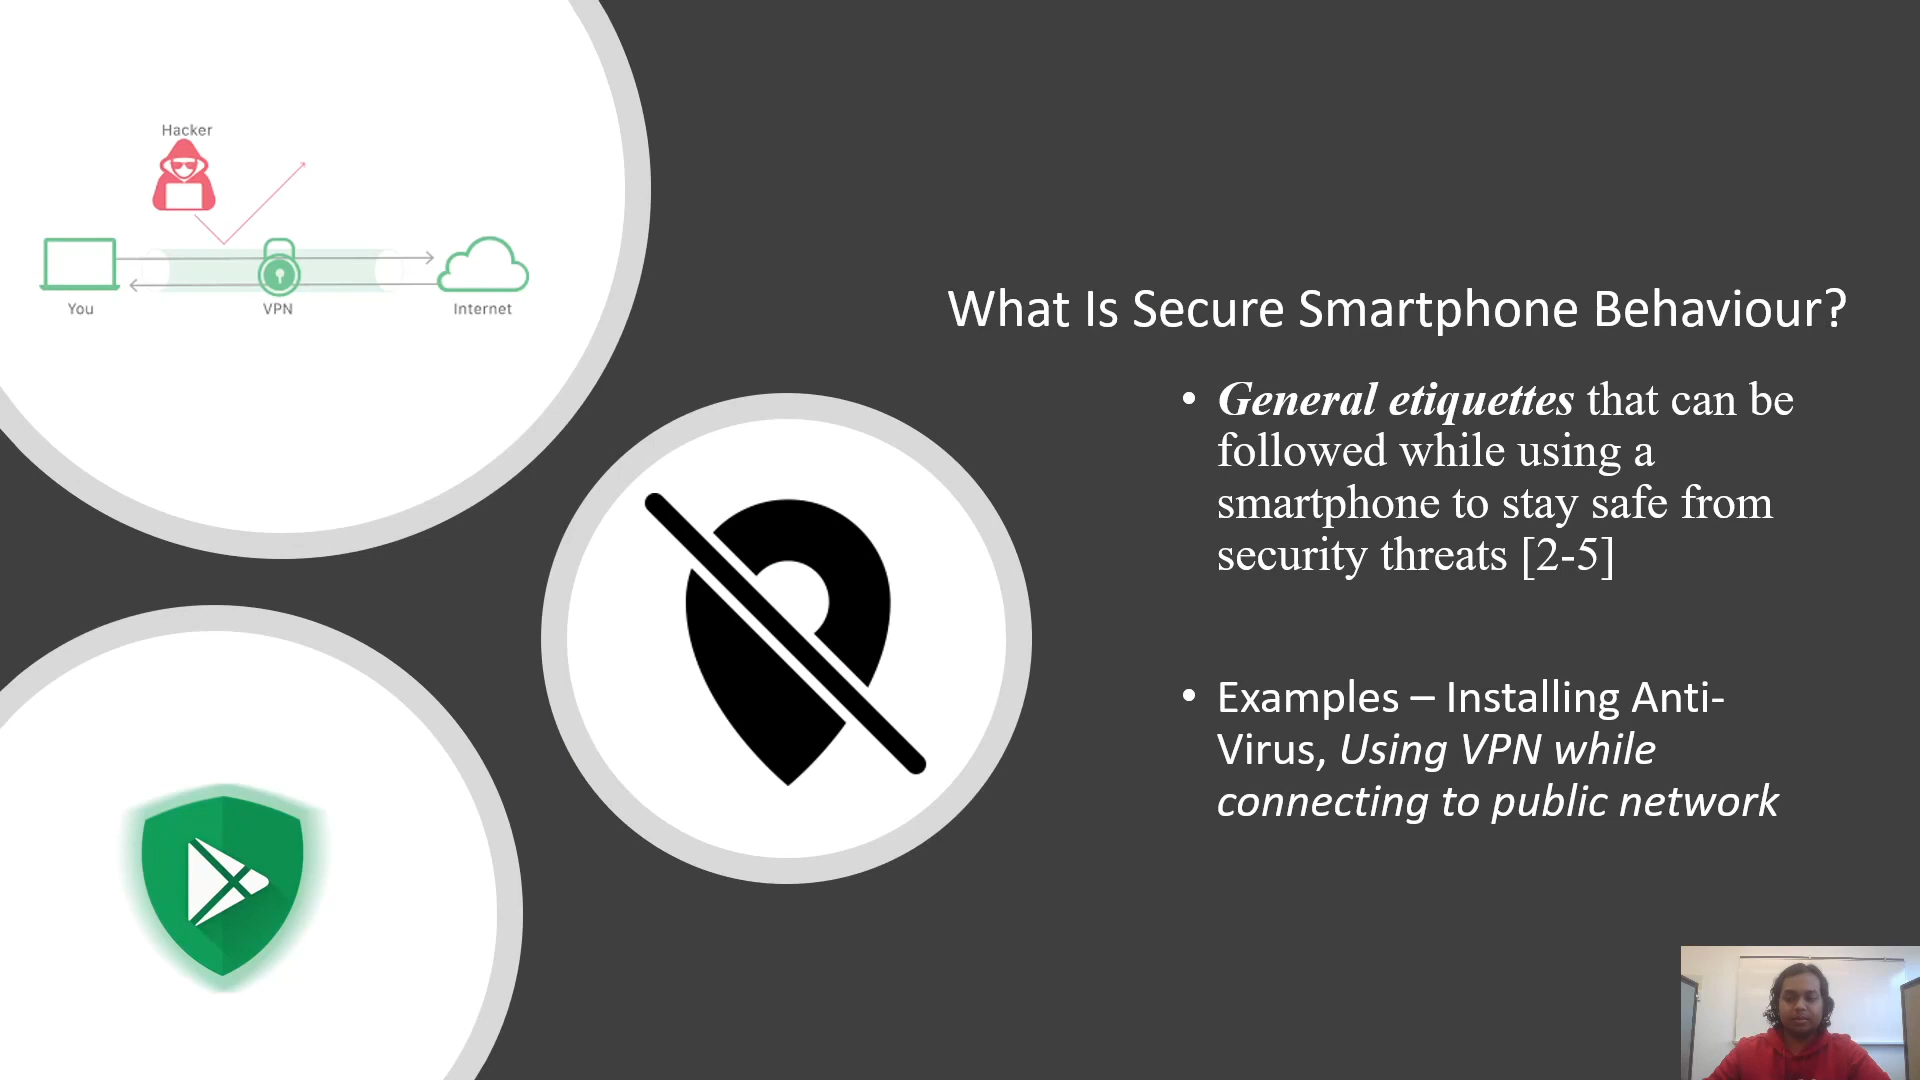 Hacker
You
VPN
Internet
What Is Secure Smartphone Behaviour?
• General etiquettes that can be
followed while using a
smartphone to stay safe from
security threats [2-5]
• Examples – Installing Anti-
Virus, Using VPN while
connecting to public network